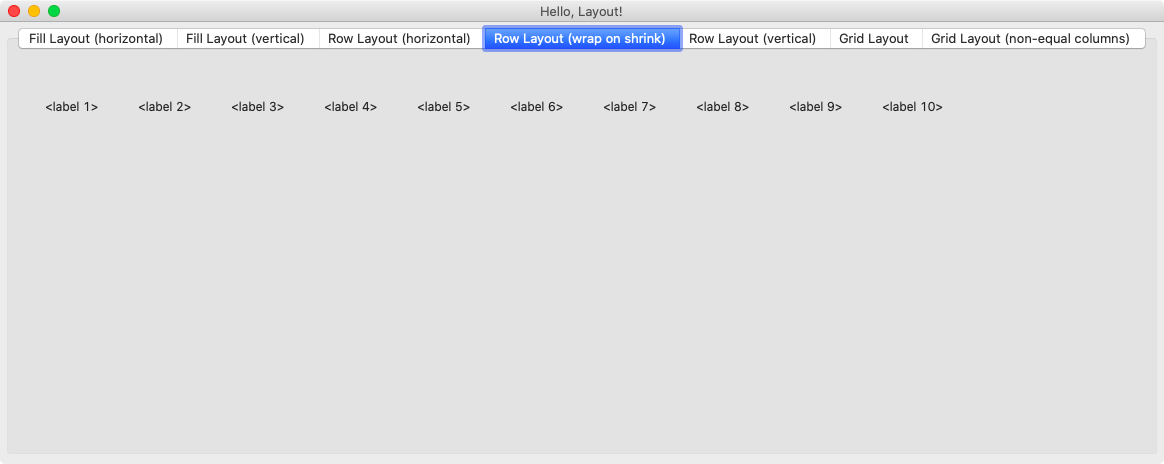 Hello, Layout!
Fill Layout (horizontal) Fill Layout (vertical) Row Layout (horizontal) Row Layout (wrap on shrink) Row Layout (vertical) Grid Layout Grid Layout (non-equal columns)
<label 1> <label 2> <label 3> <label 4> <label 5> <label 6> <label 7> <label 8> <label 9> <label 10>